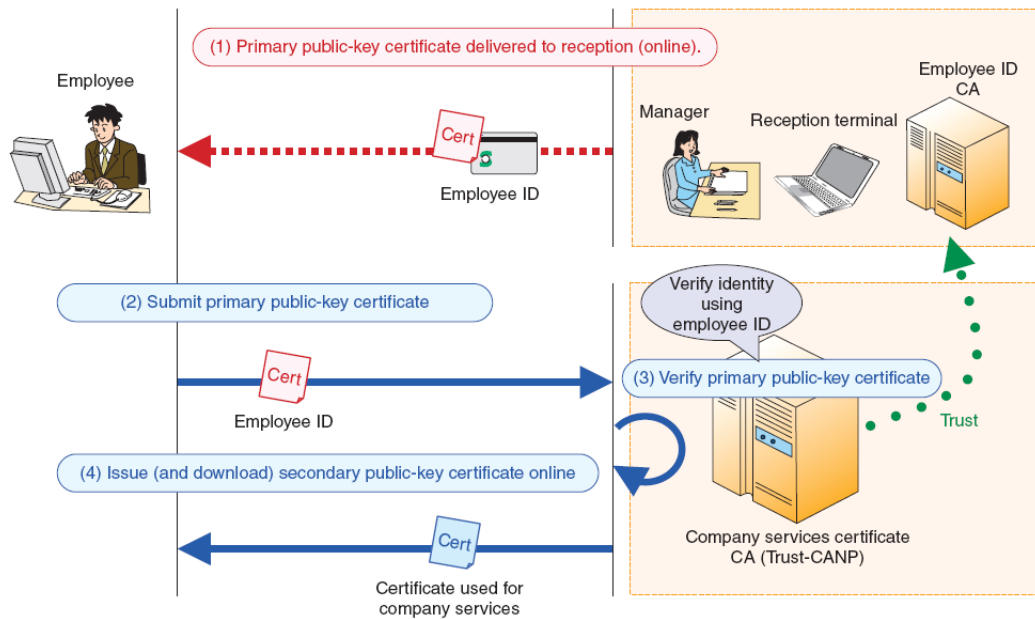 (1) Primary public-key certificate delivered to reception (online).
Employee
Cert
Employee ID
Manager
Reception terminal
Employee ID
CA
(2) Submit primary public-key certificate
Cert
Employee ID
Verify identity
using
employee ID
(3) Verify primary public-key certificate
Trust
(4) Issue (and download) secondary public-key certificate online
Cert
Certificate used for
company services
Company services certificate
CA (Trust-CANP)